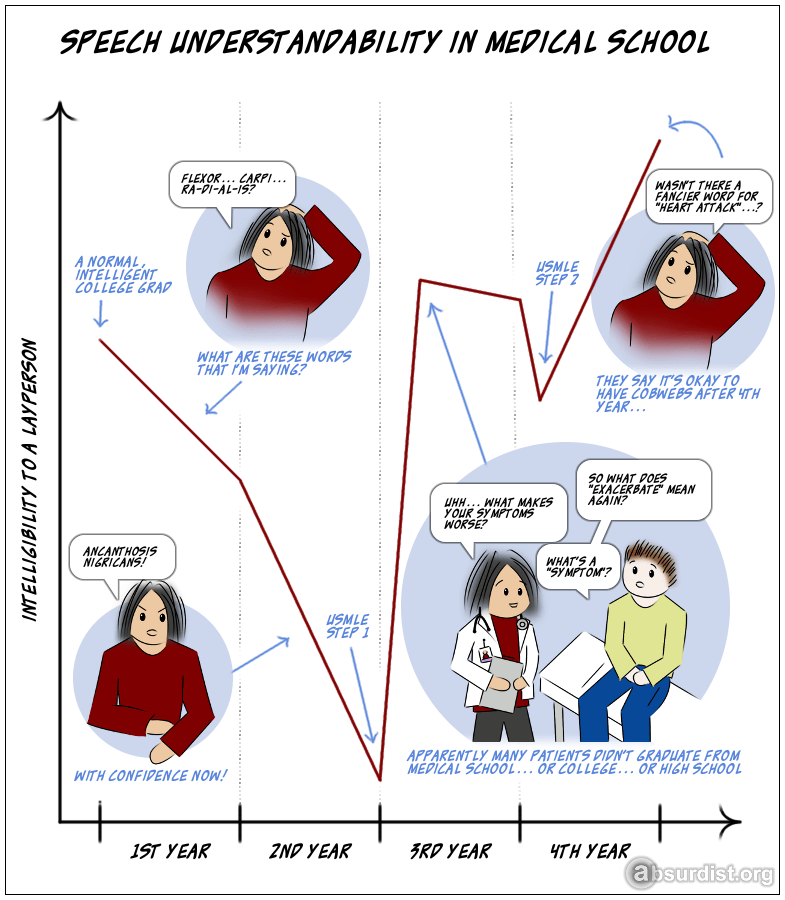 SPEECH UNDERSTANDABILITY IN MEDICAL SCHOOL
FLEXOR... CARPI...
RA-DI-AL-IS?
WASN'T THERE A
FANCIER WORD FOR
"HEART ATTACK"...?
A NORMAL,
INTELLIGENT
COLLEGE GRAD
USMLE
STEP 2
WHAT ARE THESE WORDS
THAT I'M SAYING?
THEY SAY IT'S OKAY TO
HAVE COBWEBS AFTER 4TH
YEAR...
INTELLIGIBILITY TO A LAYPERSON
UHH... WHAT MAKES
YOUR SYMPTOMS
WORSE?
SO WHAT DOES
"EXACERBATE" MEAN
AGAIN?
WHAT'S A
"SYMPTOM"?
ANCANTHOSIS
NIGRICANS!
USMLE
STEP 1
WITH CONFIDENCE NOW!
APPARENTLY MANY PATIENTS DIDN'T GRADUATE FROM
MEDICAL SCHOOL... OR COLLEGE... OR HIGH SCHOOL
1ST YEAR
2ND YEAR
3RD YEAR
4TH YEAR
absurdist.org